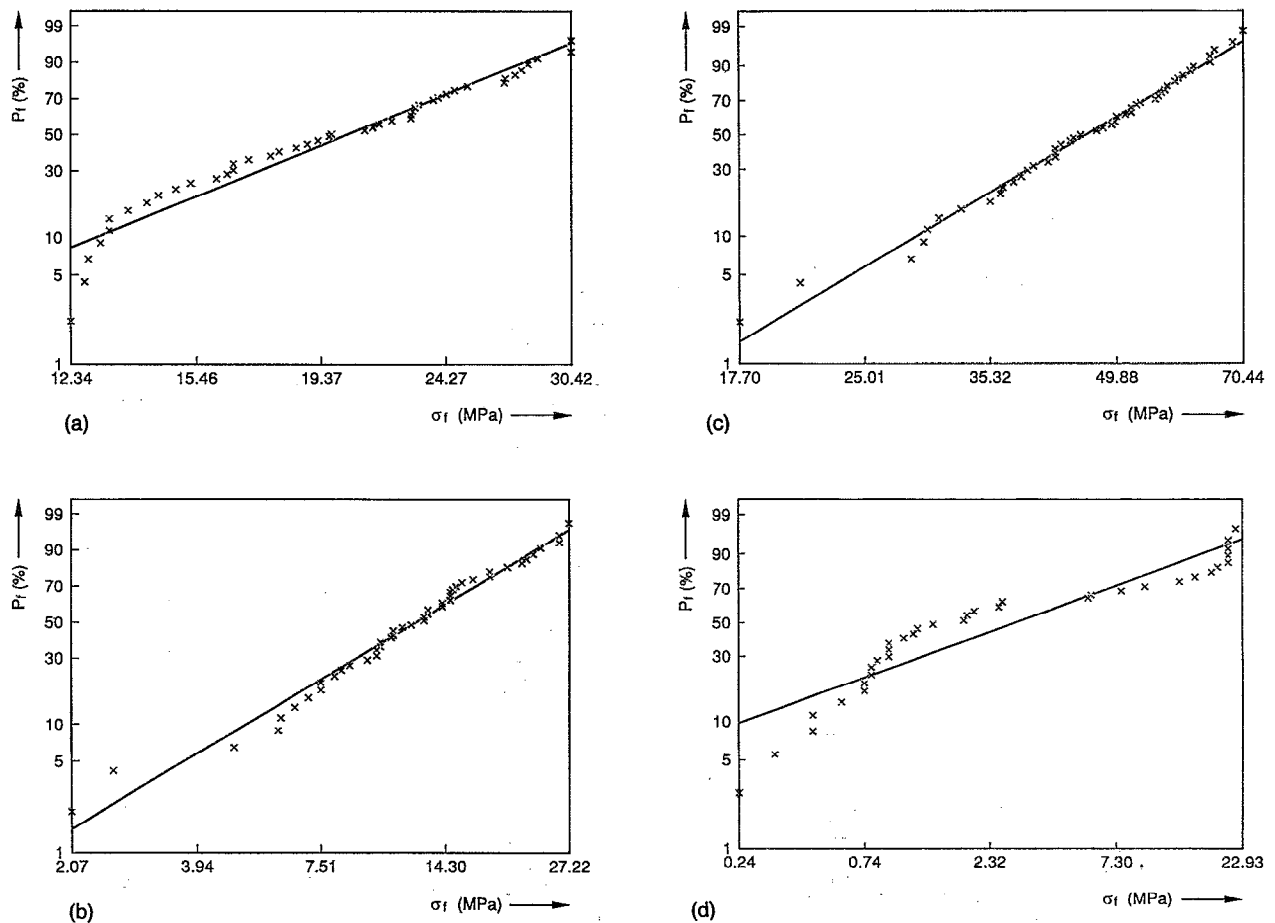 P_f (%)
99
90
70
50
30
10
5
1
12.34 15.46 19.37 24.27 30.42
(a)
σ_f (MPa)
P_f (%)
99
90
70
50
30
10
5
1
17.70 25.01 35.32 49.88 70.44
σ_f (MPa)
(c)
P_f (%)
99
90
70
50
30
10
5
1
2.07 3.94 7.51 14.30 27.22
(b)
σ_f (MPa)
P_f (%)
99
90
70
50
30
10
5
1
0.24 0.74 2.32 7.30 22.93
(d)
σ_f (MPa)